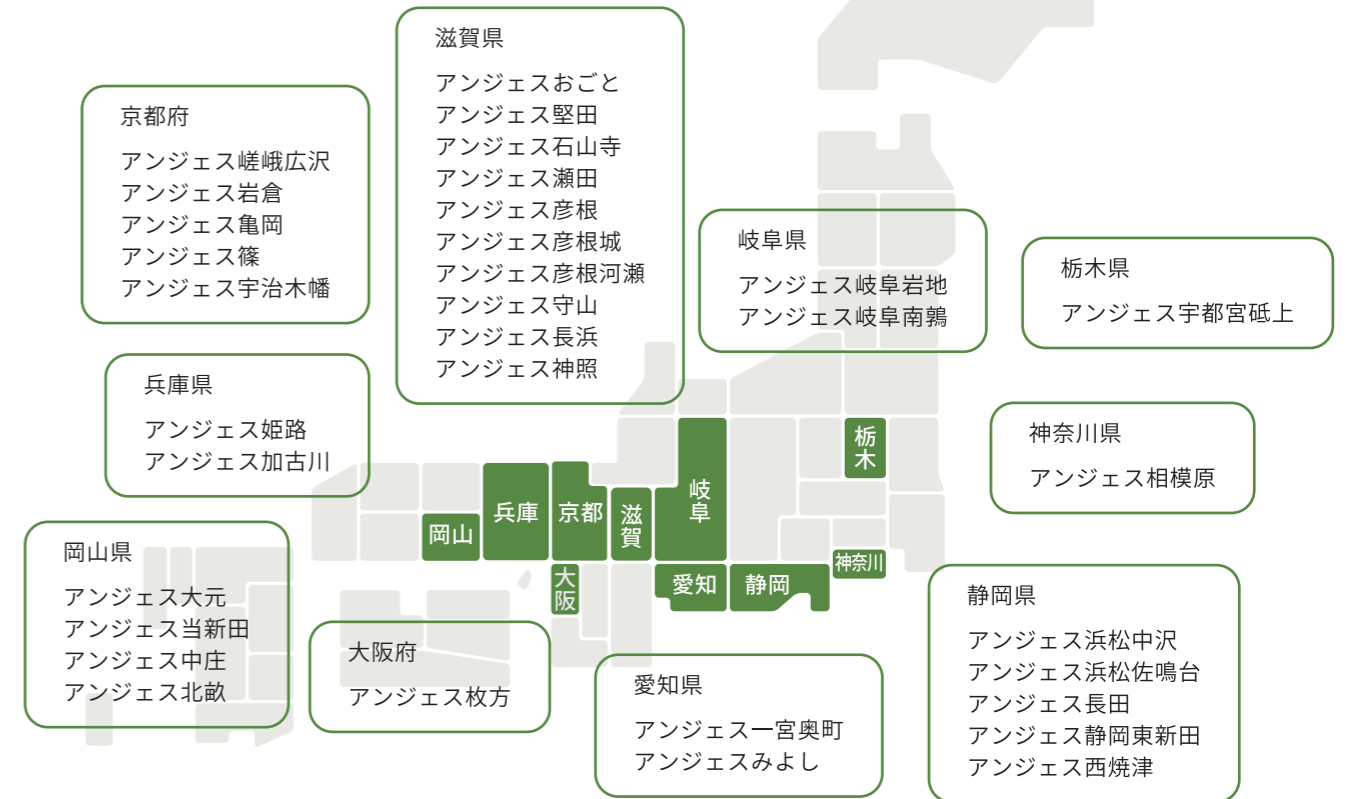 滋賀県
アンジェスおごと
アンジェス堅田
アンジェス石山寺
アンジェス瀬田
アンジェス彦根
アンジェス彦根城
アンジェス彦根河瀬
アンジェス守山
アンジェス長浜
アンジェス神照
京都府
アンジェス嵯峨広沢
アンジェス岩倉
アンジェス亀岡
アンジェス篠
アンジェス宇治木幡
岐阜県
アンジェス岐阜岩地
アンジェス岐阜南鶉
栃木県
アンジェス宇都宮砥上
兵庫県
アンジェス姫路
アンジェス加古川
神奈川県
アンジェス相模原
栃木
岐阜
兵庫
京都
滋賀
岡山
神奈川
大阪
愛知
静岡
岡山県
アンジェス大元
アンジェス当新田
アンジェス中庄
アンジェス北畝
大阪府
アンジェス枚方
愛知県
アンジェス一宮奥町
アンジェスみよし
静岡県
アンジェス浜松中沢
アンジェス浜松佐鳴台
アンジェス長田
アンジェス静岡東新田
アンジェス西焼津